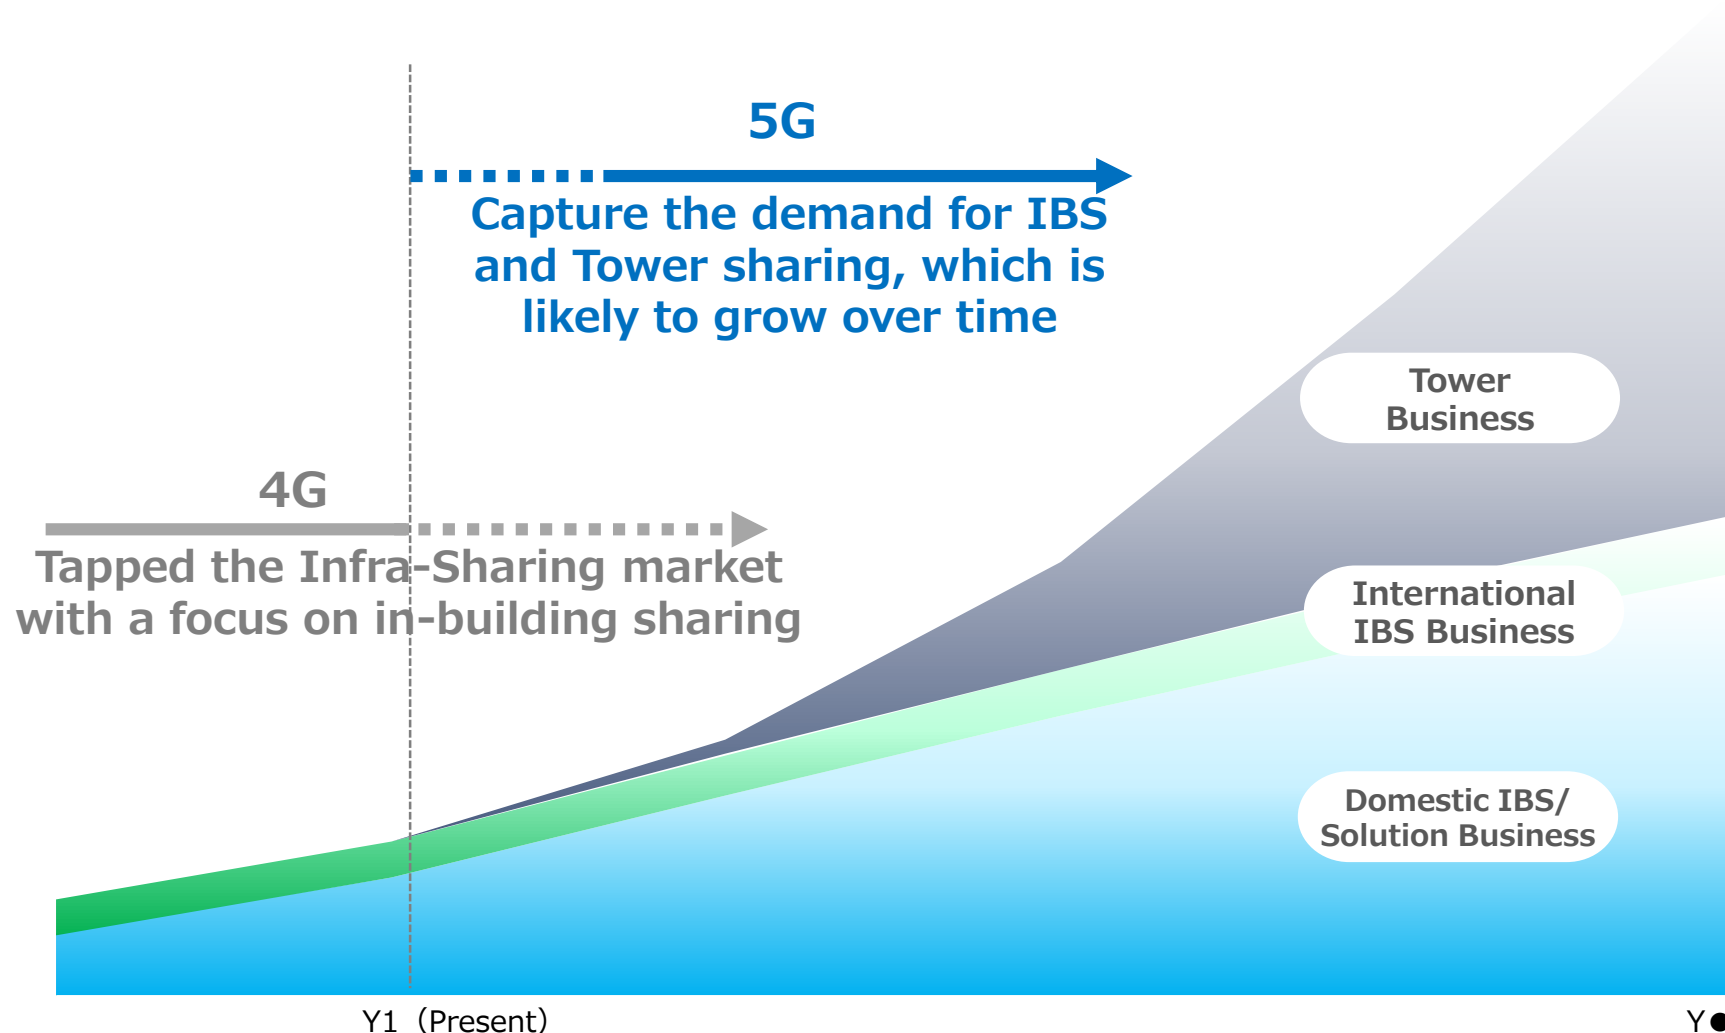 5G
Capture the demand for IBS
and Tower sharing, which is
likely to grow over time
Tower
Business
4G
Tapped the Infra-Sharing market
with a focus on in-building sharing
International
IBS Business
Domestic IBS/
Solution Business
Y1（Present）
Y●